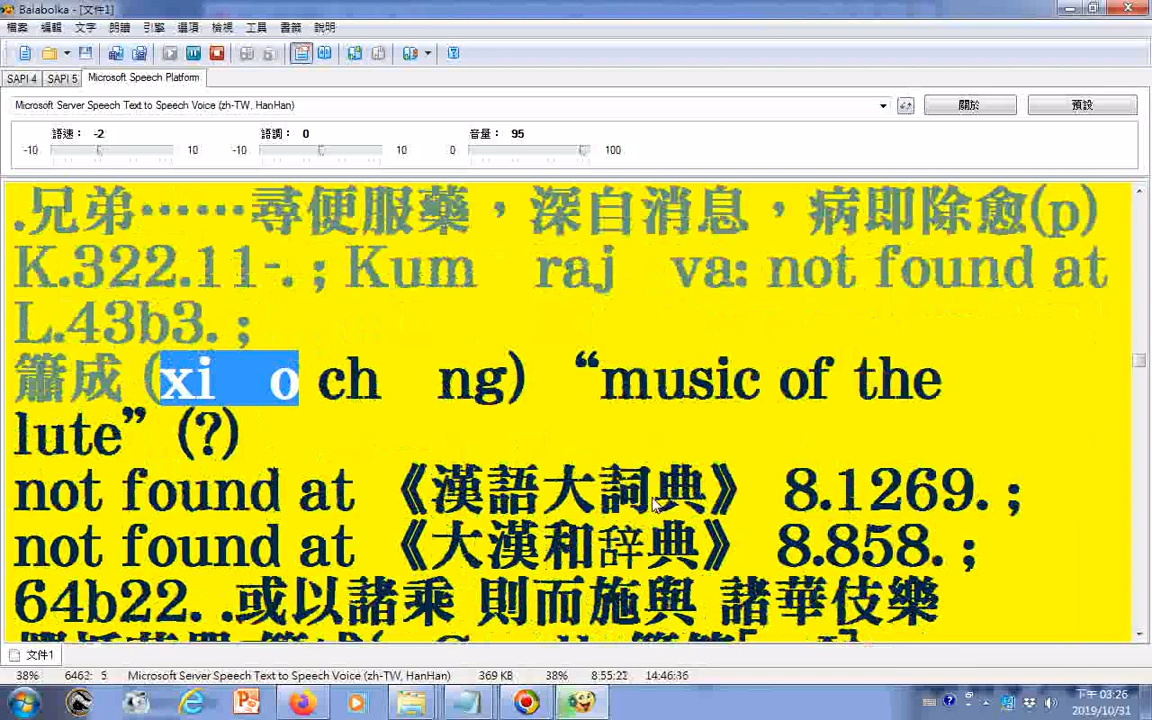 Balabolka - [文件1]
檔案 編輯 文字 朗讀 引擎 選項 檢視 工具 書籤 說明
SAPI 4 SAPI 5 Microsoft Speech Platform
Microsoft Server Speech Text to Speech Voice (zh-TW, HanHan) 關於 預設
語速： -2 語調： 0 音量： 95
-10 10 -10 10 0 100
.兄弟……尋便服藥，深自消息，病即除愈(p)
K.322.11-. ; Kum raj va: not found at
L.43b3. ;
簫成 (xi o ch ng) “music of the
lute” (?)
not found at 《漢語大詞典》 8.1269. ;
not found at 《大漢和辞典》 8.858. ;
64b22. .或以諸乘 則而施與 諸華伎樂
文件1
38% 6462: 5 Microsoft Server Speech Text to Speech Voice (zh-TW, HanHan) 369 KB 38% 8:55:22 14:46:36
下午 03:26
2019/10/31